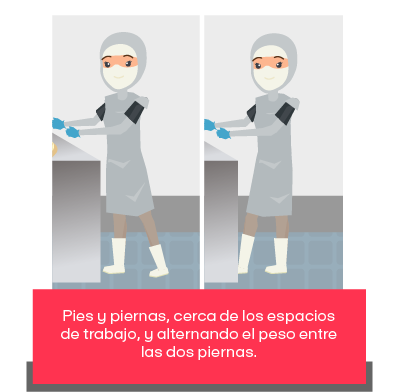 Pies y piernas, cerca de los espacios
de trabajo, y alternando el peso entre
las dos piernas.